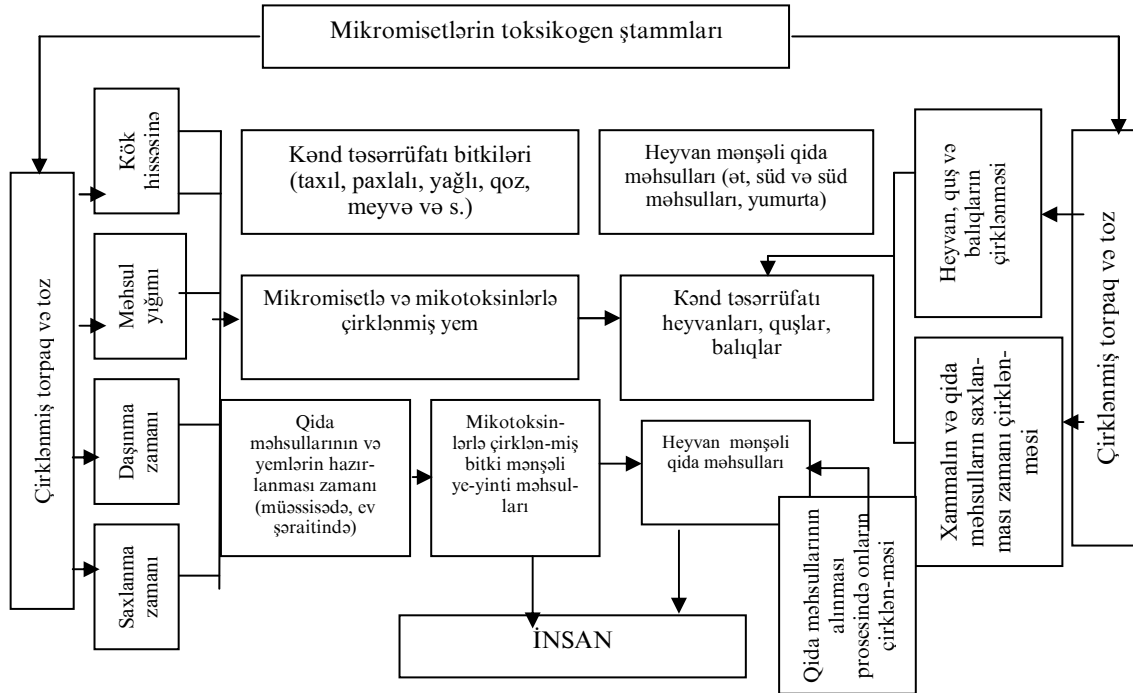 Mikromisetlərin toksikogen ştammları
Çirklənmiş torpaq və toz
Kök
hissəsinə
Məhsul
yığımı
Daşınma
zamanı
Saxlanma
zamanı
Kənd təsərrüfatı bitkiləri
(taxıl, paxlalı, yağlı, qoz,
meyvə və s.)
Heyvan mənşəli qida
məhsulları (ət, süd və süd
məhsulları, yumurta)
Heyvan, quş və
balıqların
çirklənməsi
Çirklənmiş torpaq və toz
Mikromisetlə və mikotoksinlərlə
çirklənmiş yem
Kənd təsərrüfatı
heyvanları, quşlar,
balıqlar
Xammalın və qida
məhsulların saxlan-
ması zamanı çirklən-
məsi
Qida
məhsullarının və
yemlərin hazır-
lanması zamanı
(müəssisədə, ev
şəraitində)
Mikotoksin-
lərlə çirklən-miş
bitki mənşəli
ye-yinti məhsul-
ları
Heyvan mənşəli
qida məhsulları
Qida məhsullarının
alınması
prosesində onların
çirklən-məsi
İNSAN